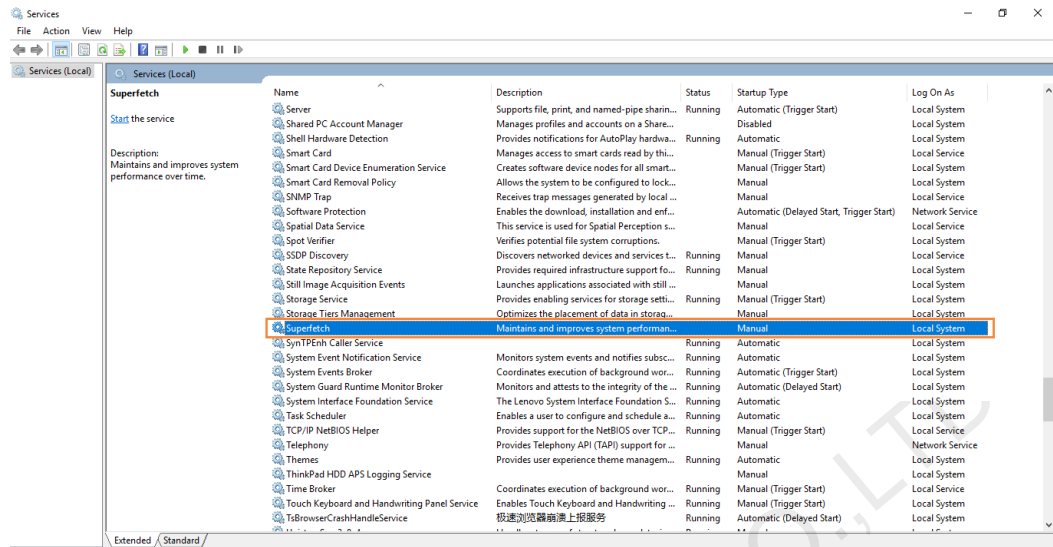 Services
File Action View Help
Services (Local)
Services (Local)
Superfetch
Start the service
Description:
Maintains and improves system
performance over time.
Name Description Status Startup Type Log On As
Server Supports file, print, and named-pipe sharin... Running Automatic (Trigger Start) Local System
Shared PC Account Manager Manages profiles and accounts on a Share... Disabled Local System
Shell Hardware Detection Provides notifications for AutoPlay hardwa... Running Automatic Local System
Smart Card Manages access to smart cards read by thi... Manual (Trigger Start) Local Service
Smart Card Device Enumeration Service Creates software device nodes for all smart... Manual (Trigger Start) Local System
Smart Card Removal Policy Allows the system to be configured to lock... Manual Local System
SNMP Trap Receives trap messages generated by local ... Manual Local Service
Software Protection Enables the download, installation and enf... Automatic (Delayed Start, Trigger Start) Network Service
Spatial Data Service This service is used for Spatial Perception s... Manual Local Service
Spot Verifier Verifies potential file system corruptions. Manual (Trigger Start) Local System
SSDP Discovery Discovers networked devices and services t... Running Manual Local Service
State Repository Service Provides required infrastructure support fo... Running Manual Local System
Still Image Acquisition Events Launches applications associated with still ... Manual Local System
Storage Service Provides enabling services for storage setti... Running Manual (Trigger Start) Local System
Storage Tiers Management Optimizes the placement of data in storag... Manual Local System
Superfetch Maintains and improves system performan... Manual Local System
SynTPEnh Caller Service Running Automatic Local System
System Event Notification Service Monitors system events and notifies subsc... Running Automatic Local System
System Events Broker Coordinates execution of background wor... Running Automatic (Trigger Start) Local System
System Guard Runtime Monitor Broker Monitors and attests to the integrity of the ... Running Automatic (Delayed Start) Local System
System Interface Foundation Service The Lenovo System Interface Foundation S... Running Automatic Local System
Task Scheduler Enables a user to configure and schedule a... Running Automatic Local System
TCP/IP NetBIOS Helper Provides support for the NetBIOS over TCP... Running Manual (Trigger Start) Local Service
Telephony Provides Telephony API (TAPI) support for ... Manual Network Service
Themes Provides user experience theme managem... Running Automatic Local System
ThinkPad HDD APS Logging Service Manual Local System
Time Broker Coordinates execution of background wor... Running Manual (Trigger Start) Local Service
Touch Keyboard and Handwriting Panel Service Enables Touch Keyboard and Handwriting ... Running Manual (Trigger Start) Local System
TsBrowserCrashHandleService 极速浏览器崩溃上报服务 Running Automatic (Delayed Start) Local System
Extended Standard
O.,LTD